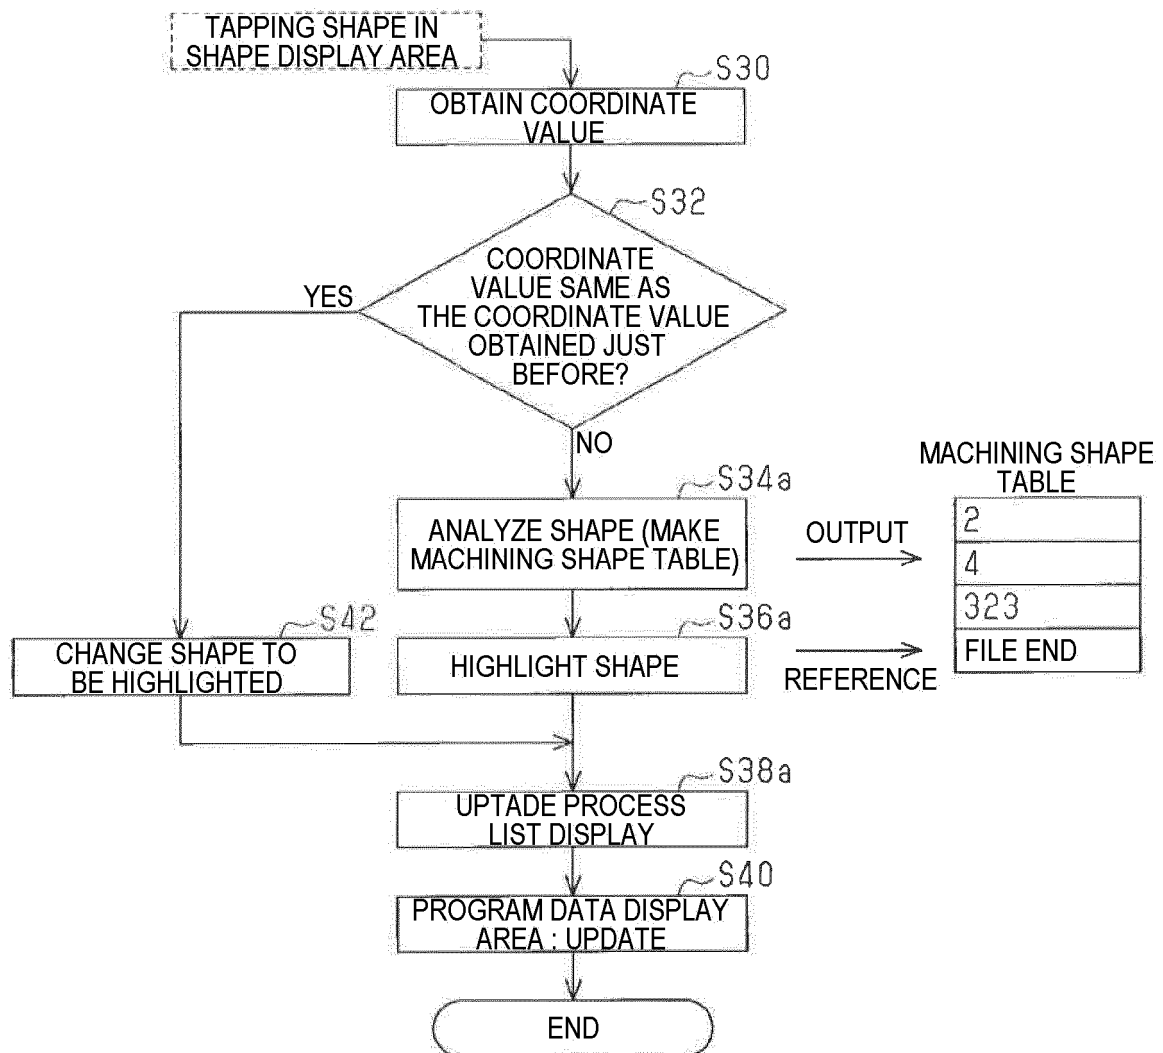 TAPPING SHAPE IN
SHAPE DISPLAY AREA
S30
OBTAIN COORDINATE
VALUE
S32
COORDINATE
VALUE SAME AS
THE COORDINATE VALUE
OBTAINED JUST
BEFORE?
YES
NO
S34a
ANALYZE SHAPE (MAKE
MACHINING SHAPE TABLE)
OUTPUT
MACHINING SHAPE
TABLE
2
4
323
FILE END
S42
CHANGE SHAPE TO
BE HIGHLIGHTED
S36a
HIGHLIGHT SHAPE
REFERENCE
S38a
UPTADE PROCESS
LIST DISPLAY
S40
PROGRAM DATA DISPLAY
AREA : UPDATE
END